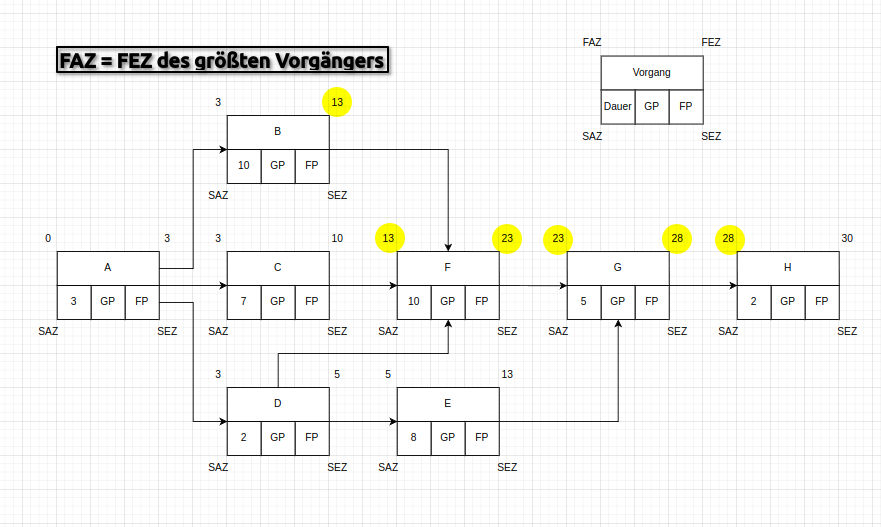 FAZ FEZ
FAZ = FEZ des größten Vorgängers
Vorgang
Dauer GP FP
SAZ SEZ
3 13
B
10 GP FP
SAZ SEZ
0 3 3 10 13 23 23 28 28 30
A C F G H
3 GP FP 7 GP FP 10 GP FP 5 GP FP 2 GP FP
SAZ SEZ SAZ SEZ SAZ SEZ SAZ SEZ SAZ SEZ
3 5 5 13
D E
2 GP FP 8 GP FP
SAZ SEZ SAZ SEZ